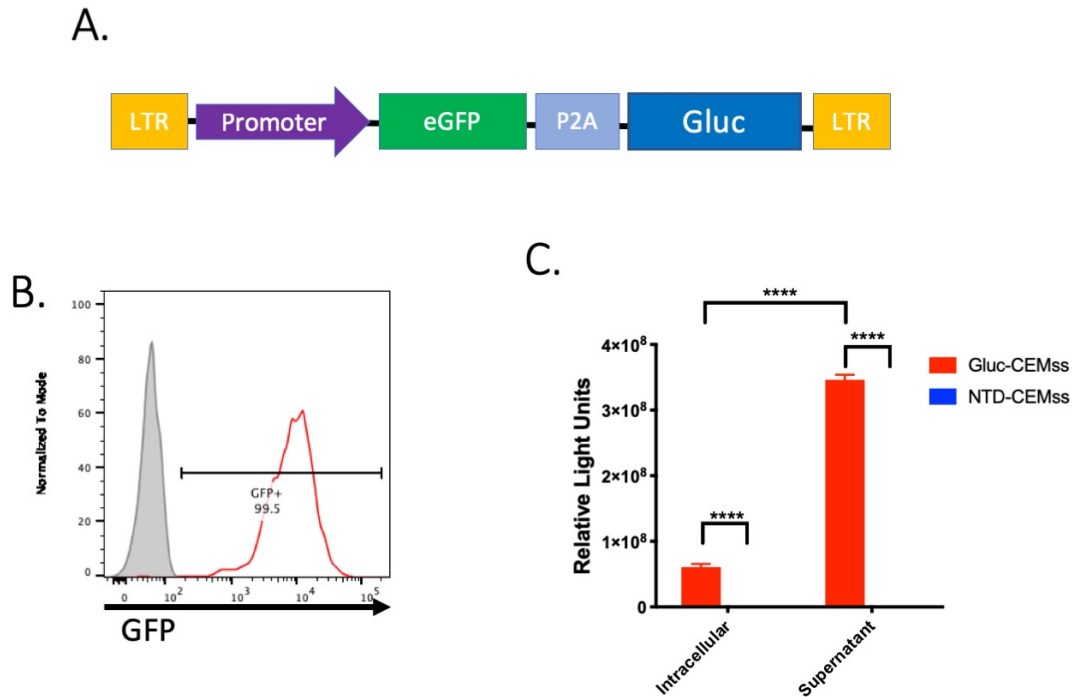 A.
LTR Promoter eGFP P2A Gluc LTR
B.
Normalized To Mode
100
80
60
40
20
0
GFP+
99.5
0 10² 10³ 10⁴ 10⁵
GFP
C.
Relative Light Units
4×10⁸
3×10⁸
2×10⁸
1×10⁸
0
****
****
****
Intracellular
Supernatant
Gluc-CEMss
NTD-CEMss